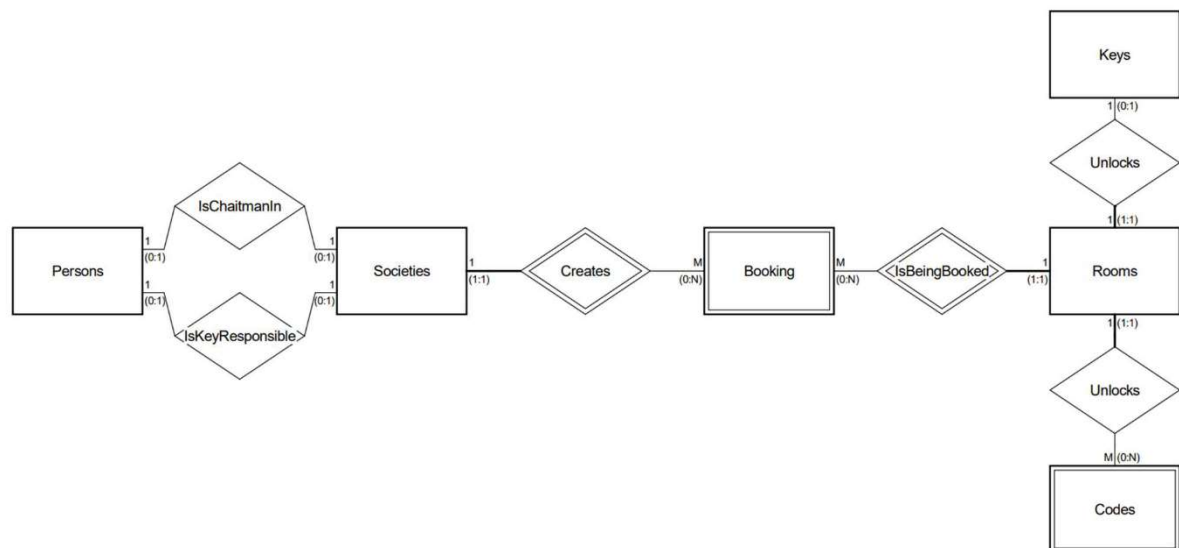 Keys
1 (0:1)
Unlocks
1 (1:1)
IsChaitmanIn
1 1
(0:1) (0:1)
Persons Societies 1 (1:1) Creates M (0:N) Booking M (0:N) IsBeingBooked 1 (1:1) Rooms
1 1
(0:1) (0:1)
IsKeyResponsible
1 (1:1)
Unlocks
M (0:N)
Codes